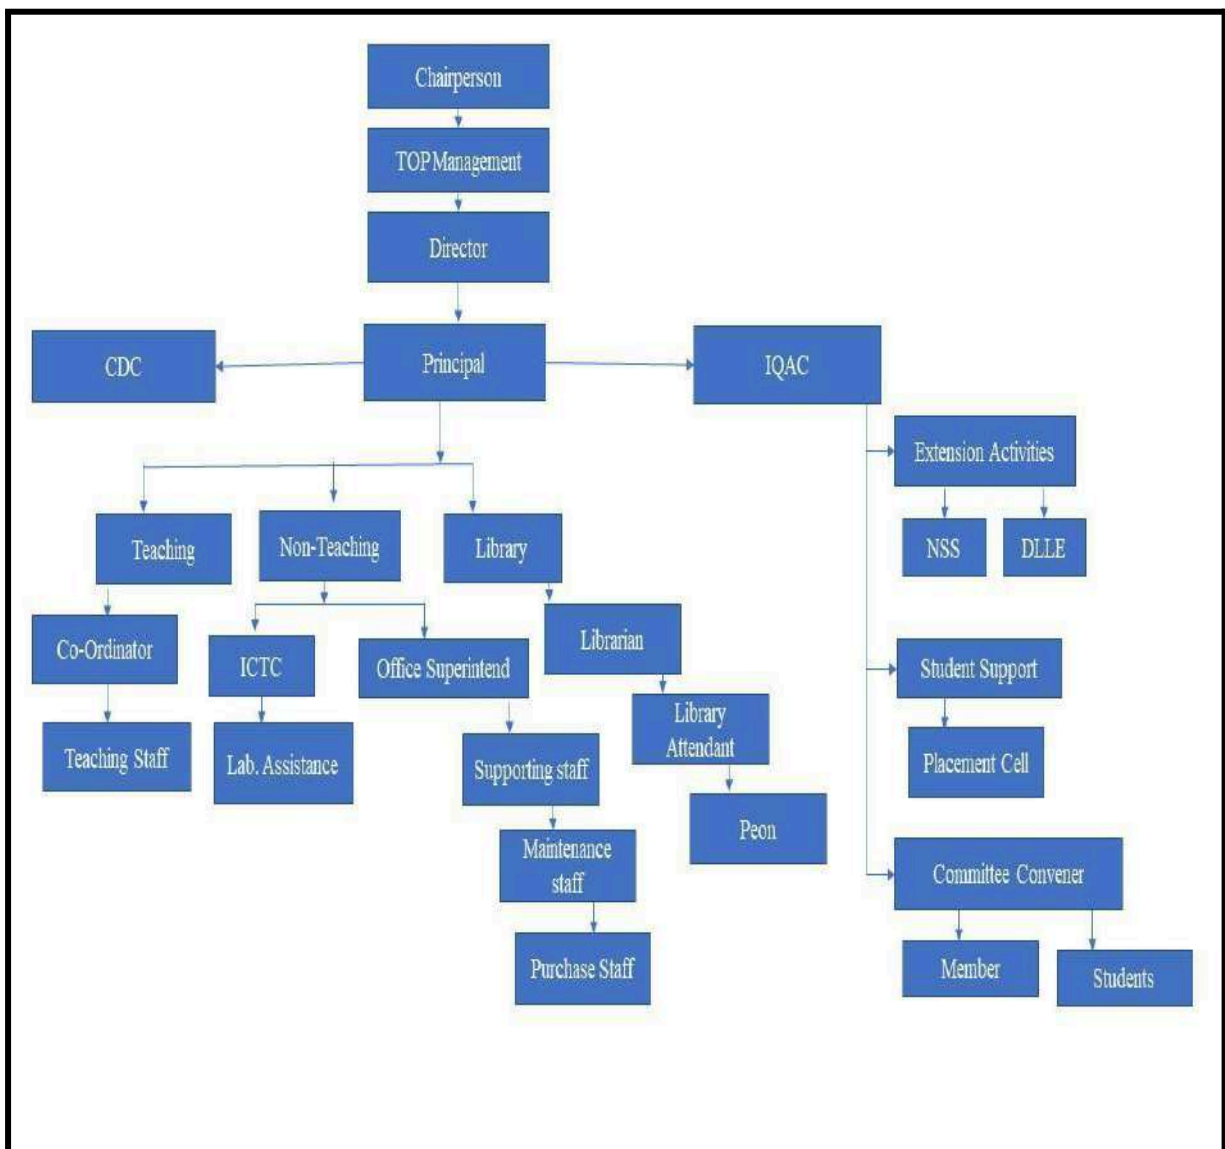 Chairperson
TOP Management
Director
CDC
Principal
IQAC
Extension Activities
NSS
DLLE
Teaching
Non-Teaching
Library
Co-Ordinator
ICTC
Office Superintend
Librarian
Student Support
Teaching Staff
Lab. Assistance
Supporting staff
Library
Attendant
Placement Cell
Maintenance
staff
Peon
Committee Convener
Purchase Staff
Member
Students